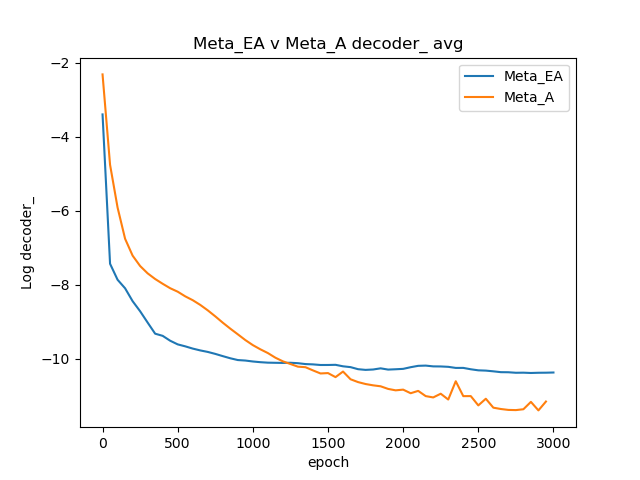 Meta_EA v Meta_A decoder_ avg
Meta_EA
Meta_A
Log decoder_
−2
−4
−6
−8
−10
0
500
1000
1500
2000
2500
3000
epoch